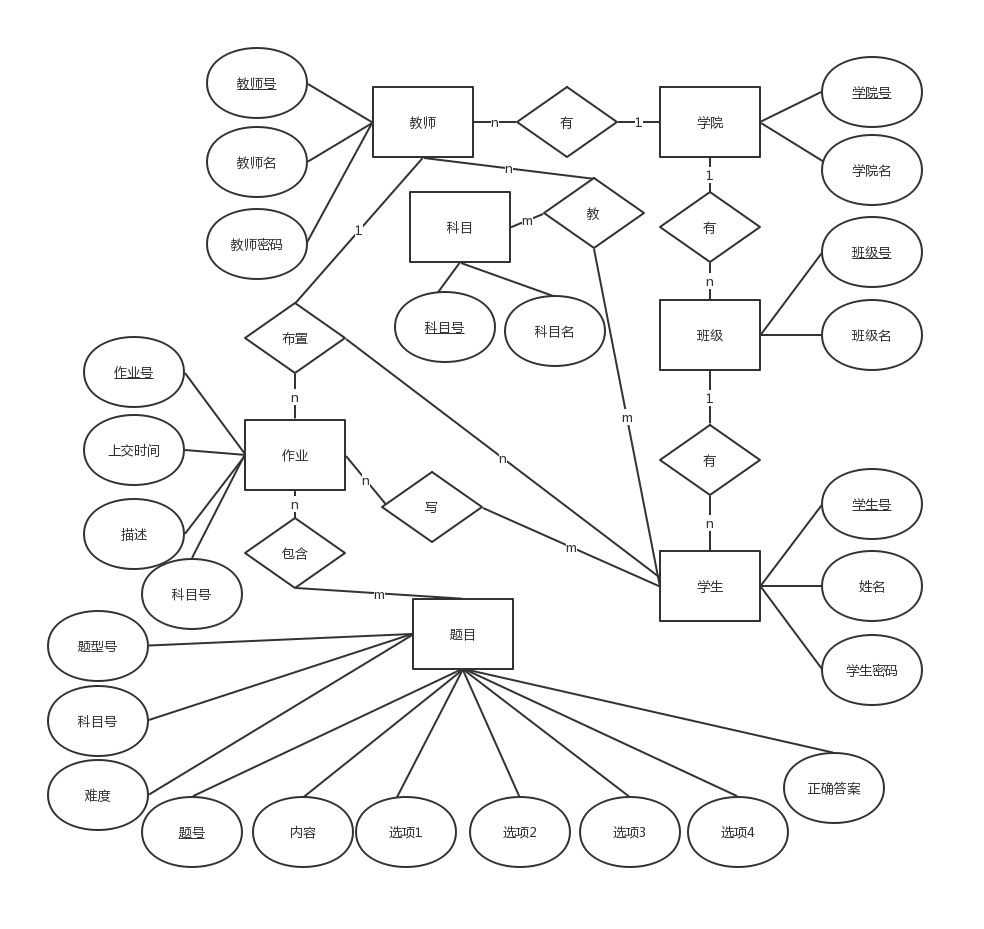 教师号
教师
n
有
1
学院
学院号
教师名
n
1
学院名
教师密码
1
科目
m
教
有
班级号
n
科目号
科目名
布置
班级
班级名
作业号
n
m
1
上交时间
作业
n
n
有
描述
n
写
n
学生号
包含
m
科目号
m
学生
姓名
题型号
题目
学生密码
科目号
难度
正确答案
题号
内容
选项1
选项2
选项3
选项4